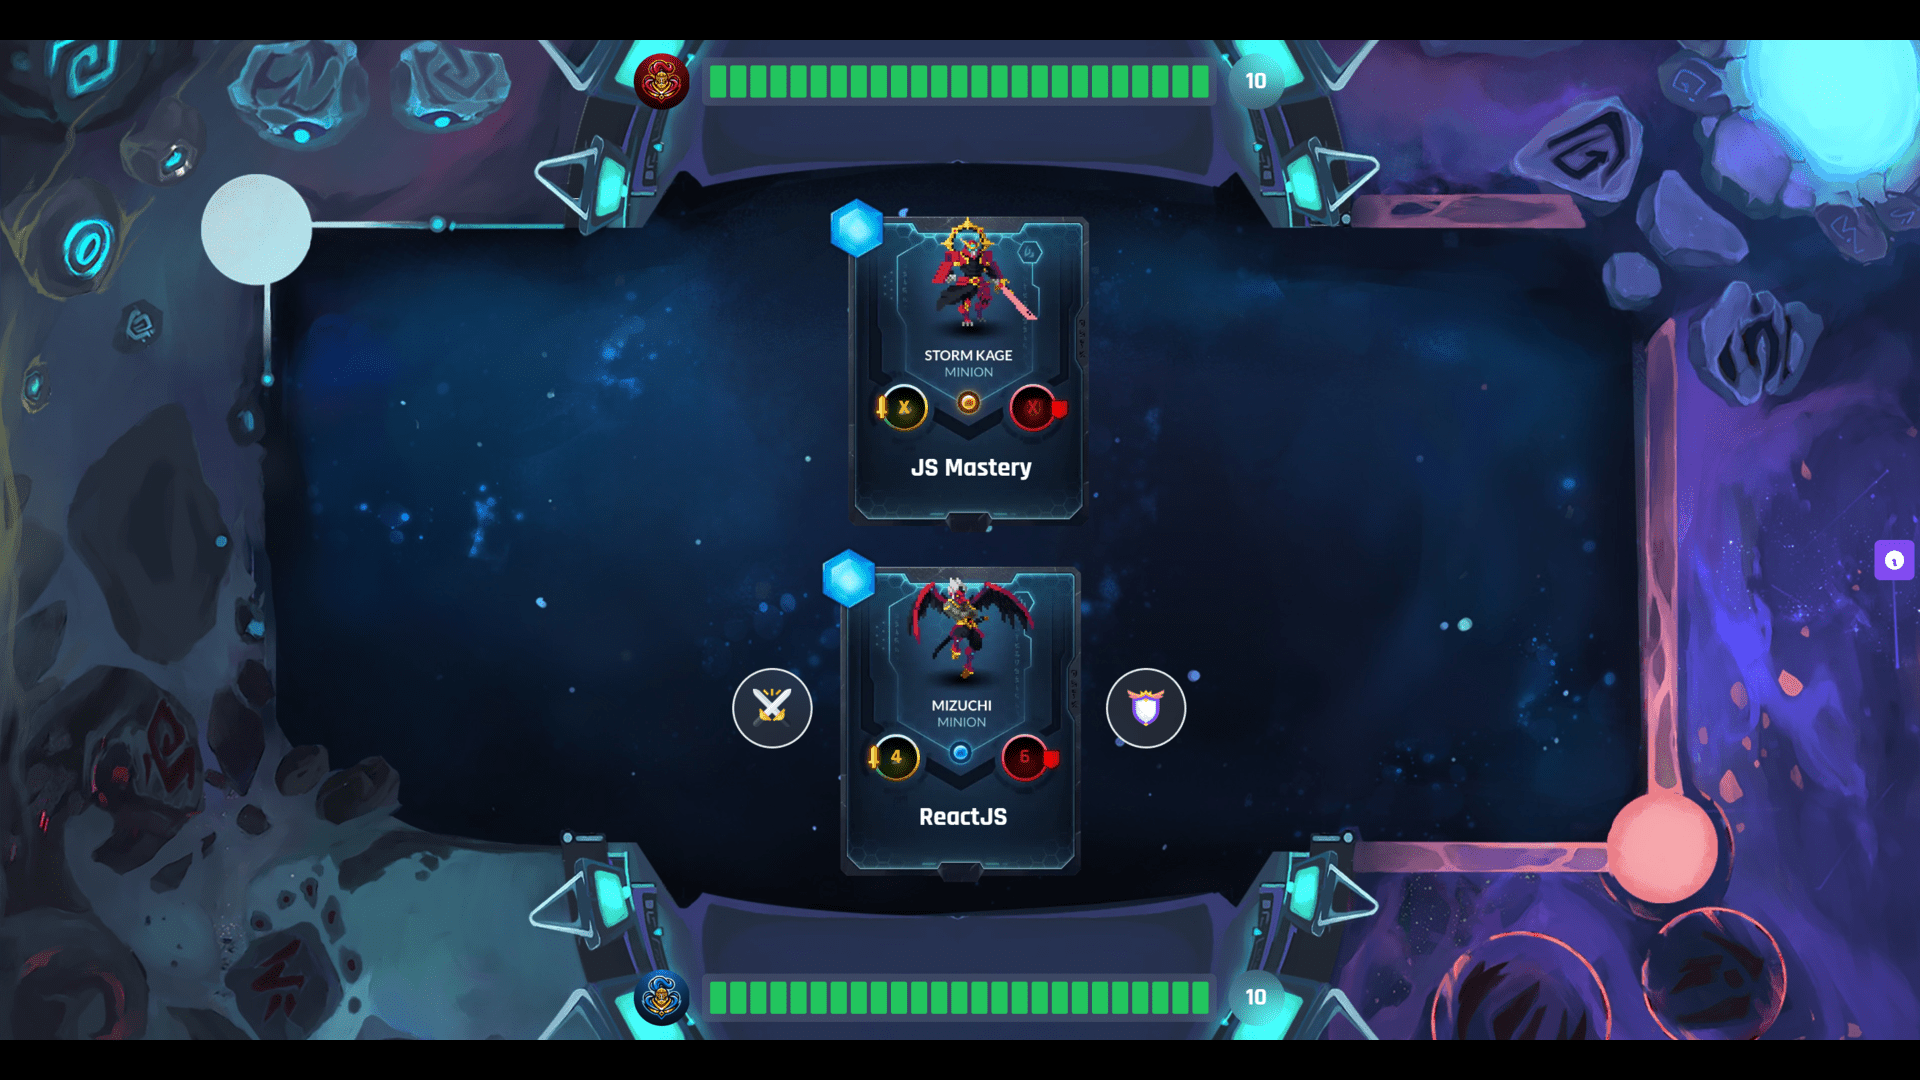 10
STORM KAGE
MINION
X X
JS Mastery
MIZUCHI
MINION
4 6
ReactJS
10